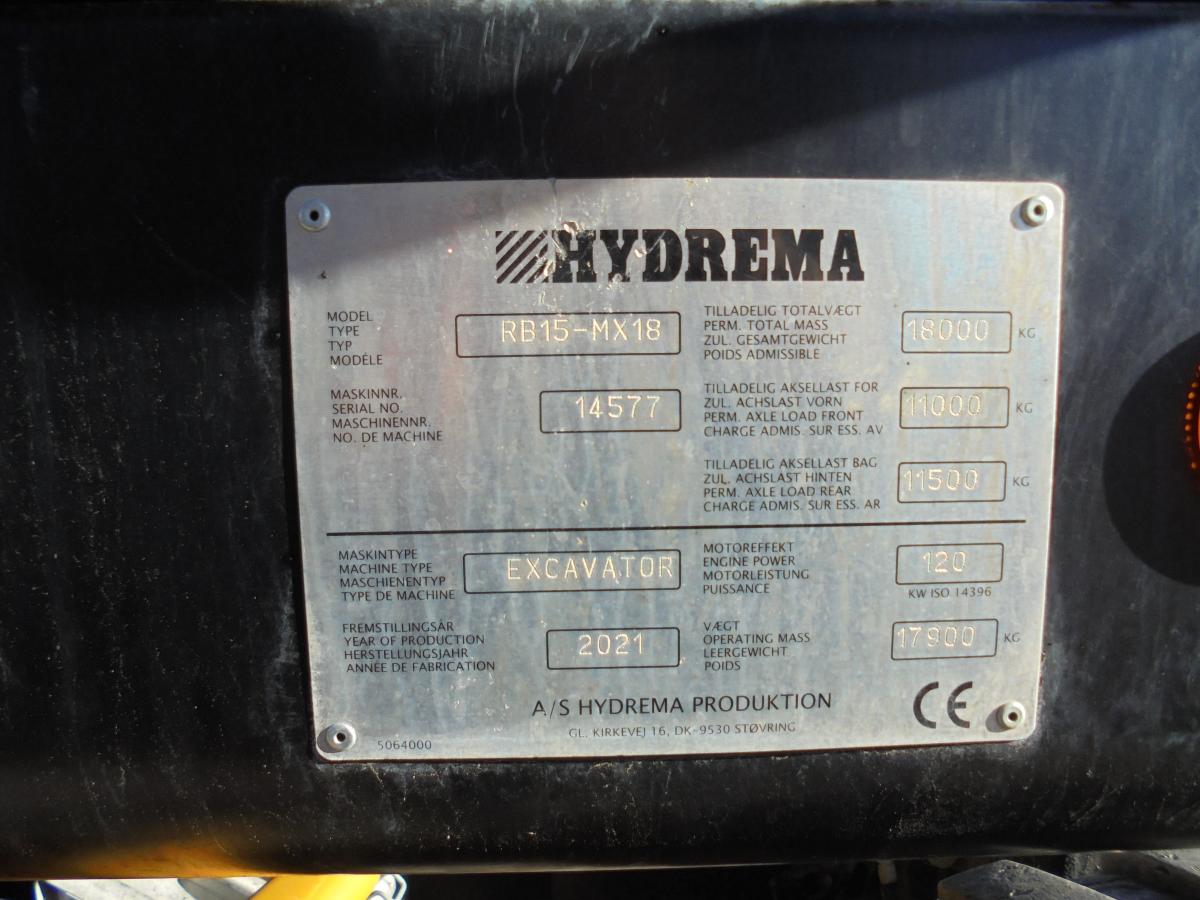 HYDREMA
MODEL
TYPE
TYP
MODÉLE
RB15-MX18
MASKINNR.
SERIAL NO.
MASCHINENNR.
NO. DE MACHINE
14577
TILLADELIG TOTALVÆGT
PERM. TOTAL MASS
ZUL. GESAMTGEWICHT
POIDS ADMISSIBLE
18000 KG
TILLADELIG AKSELLAST FOR
ZUL. ACHSLAST VORN
PERM. AXLE LOAD FRONT
CHARGE ADMIS. SUR ESS. AV
11000 KG
TILLADELIG AKSELLAST BAG
ZUL. ACHSLAST HINTEN
PERM. AXLE LOAD REAR
CHARGE ADMIS. SUR ESS. AR
11500 KG
MASKINTYPE
MACHINE TYPE
MASCHIENENTYP
TYPE DE MACHINE
EXCAVATOR
FREMSTILLINGSÅR
YEAR OF PRODUCTION
HERSTELLUNGSJAHR
ANNÉE DE FABRICATION
2021
MOTOREFFEKT
ENGINE POWER
MOTORLEISTUNG
PUISSANCE
120
KW ISO 14396
VÆGT
OPERATING MASS
LEERGEWICHT
POIDS
17900 KG
A/S HYDREMA PRODUKTION
GL. KIRKEVEJ 16, DK-9530 STØVRING
CE
5064000